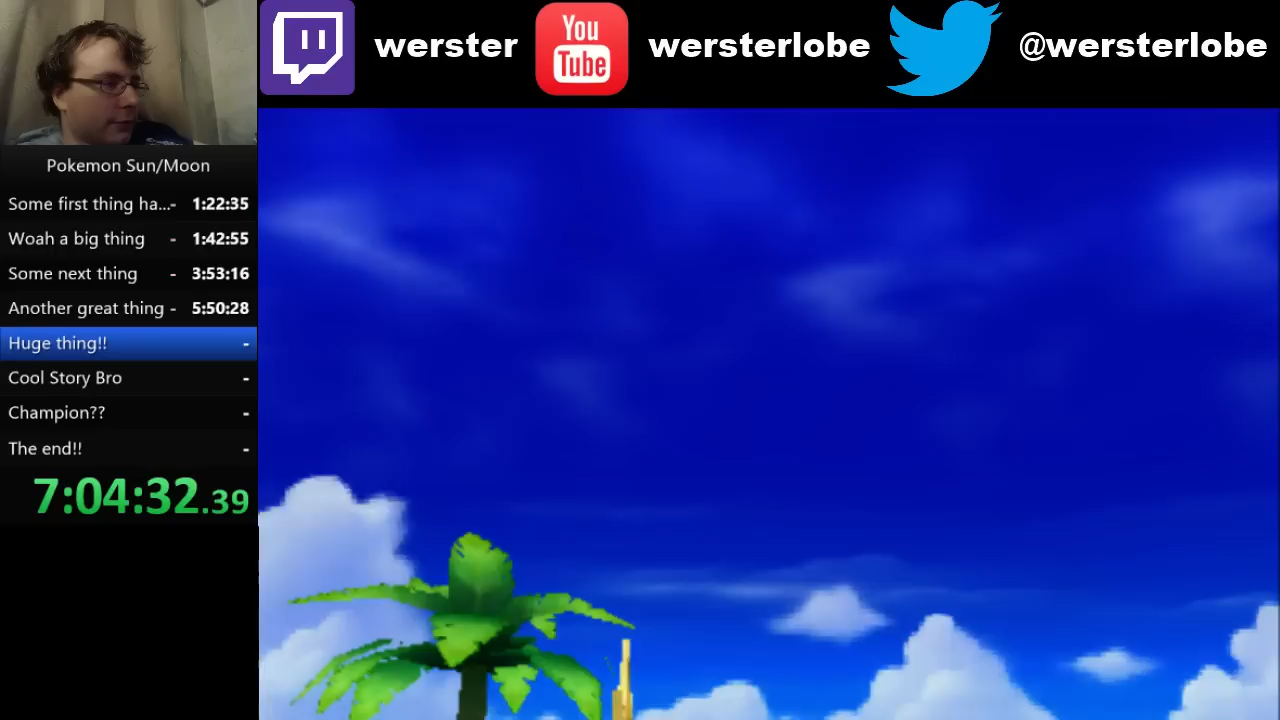 werster
You
Tube
wersterlobe
@wersterlobe
Pokemon Sun/Moon
Some first thing ha...- 1:22:35
Woah a big thing - 1:42:55
Some next thing - 3:53:16
Another great thing - 5:50:28
Huge thing!! -
Cool Story Bro -
Champion?? -
The end!! -
7:04:32.39